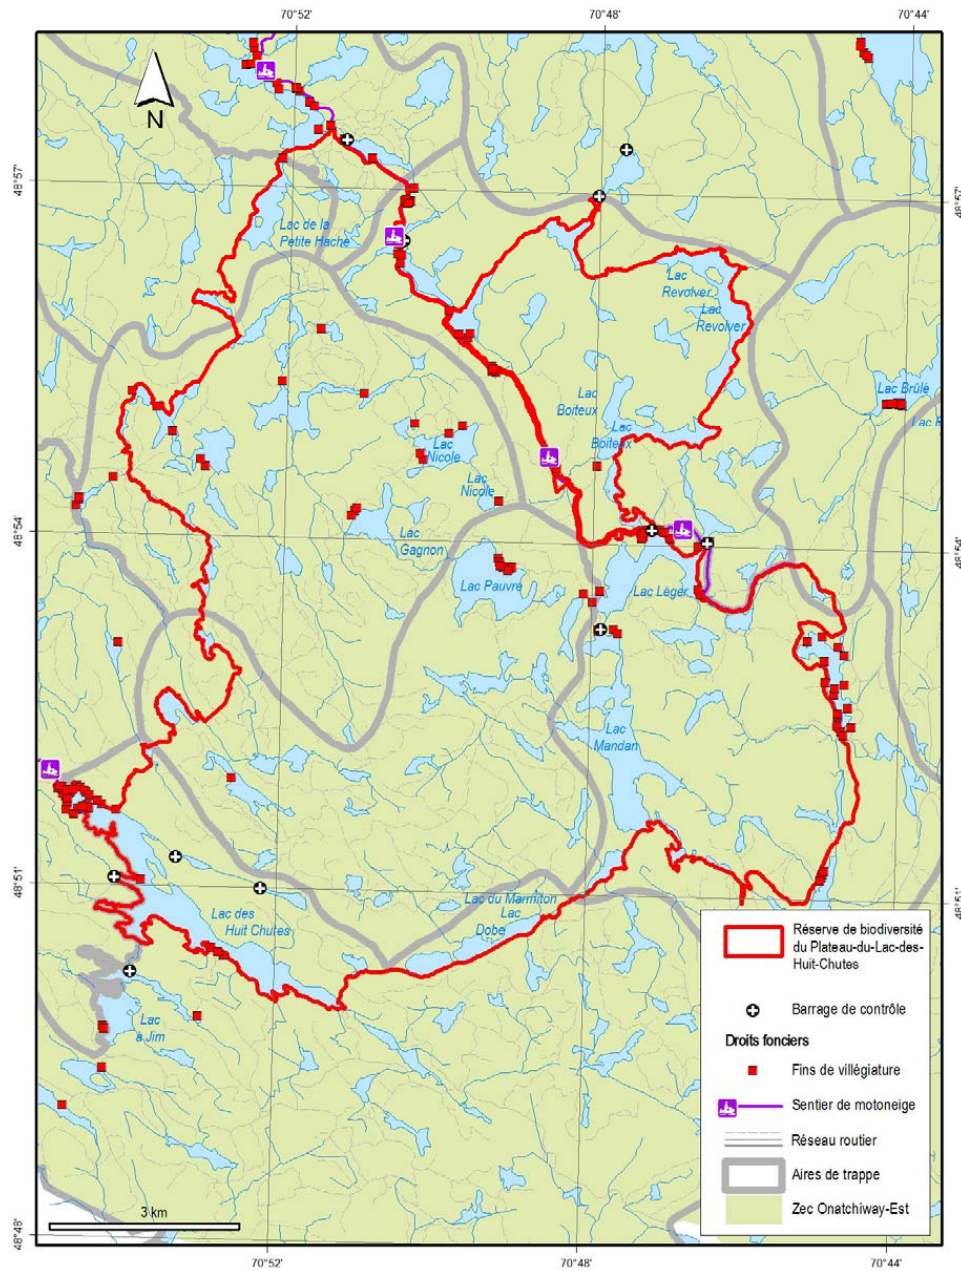 70°52'
70°48'
70°44'
N
48°57'
48°57'
Lac de la
Petite Hache
Lac
Revolver
Lac
Revolver
Lac Brûlé
Lac
Boiteux
Lac
Boiteux
Lac
Nicole
Lac
Nicole
48°54'
48°54'
Lac
Gagnon
Lac Pauvre
Lac Léger
Lac
Mandan
48°51'
48°51'
Lac du Marmiton
Lac
Dobel
Lac des
Huit Chutes
Lac
à Jim
Réserve de biodiversité
du Plateau-du-Lac-des-
Huit-Chutes
Barrage de contrôle
Droits fonciers
Fins de villégiature
Sentier de motoneige
Réseau routier
Aires de trappe
Zec Onatchiway-Est
3 km
48°48'
70°52'
70°48'
70°44'